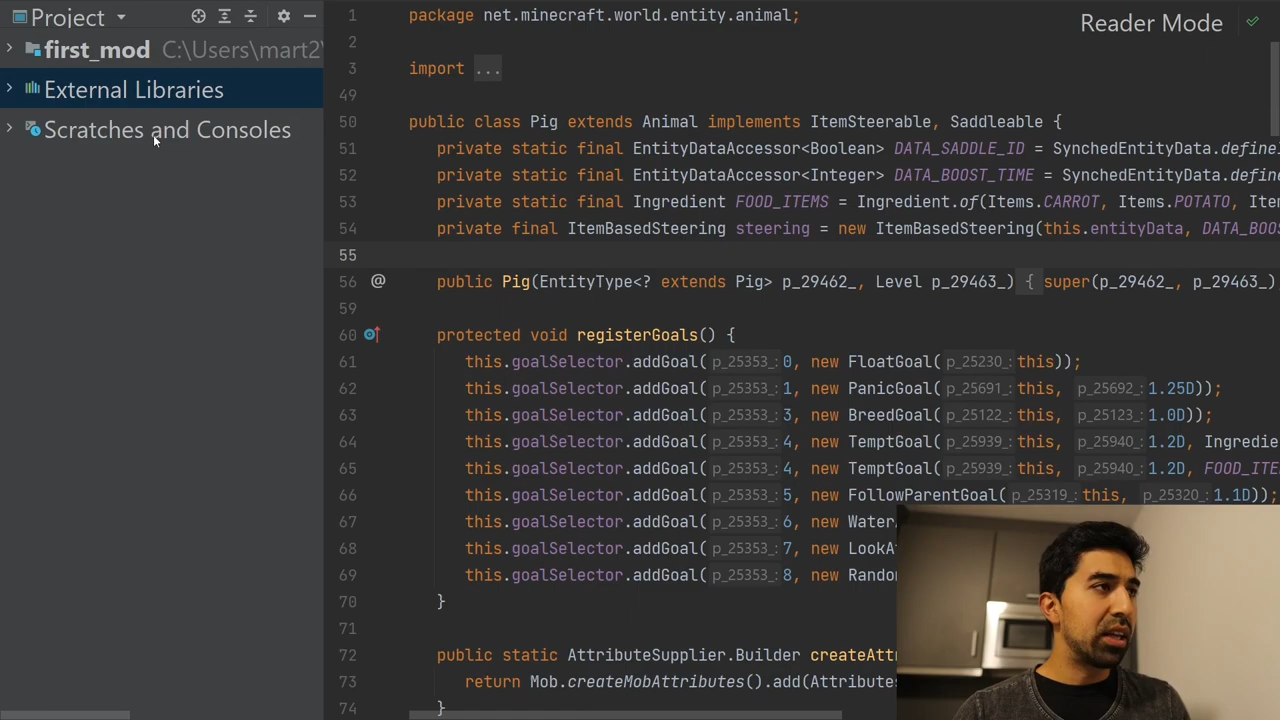 Project
first_mod C:\Users\mart2
External Libraries
Scratches and Consoles
Reader Mode
1 package net.minecraft.world.entity.animal;
2
3 import ...
49
50 public class Pig extends Animal implements ItemSteerable, Saddleable {
51 private static final EntityDataAccessor<Boolean> DATA_SADDLE_ID = SynchedEntityData.define
52 private static final EntityDataAccessor<Integer> DATA_BOOST_TIME = SynchedEntityData.define
53 private static final Ingredient FOOD_ITEMS = Ingredient.of(Items.CARROT, Items.POTATO, Ite
54 private final ItemBasedSteering steering = new ItemBasedSteering(this.entityData, DATA_BOOS
55
56 @ public Pig(EntityType<? extends Pig> p_29462_, Level p_29463_) { super(p_29462_, p_29463_)
59
60 protected void registerGoals() {
61 this.goalSelector.addGoal( p_25353_: 0, new FloatGoal( p_25230_: this));
62 this.goalSelector.addGoal( p_25353_: 1, new PanicGoal( p_25691_: this, p_25692_: 1.25D));
63 this.goalSelector.addGoal( p_25353_: 3, new BreedGoal( p_25122_: this, p_25123_: 1.0D));
64 this.goalSelector.addGoal( p_25353_: 4, new TemptGoal( p_25939_: this, p_25940_: 1.2D, Ingredie
65 this.goalSelector.addGoal( p_25353_: 4, new TemptGoal( p_25939_: this, p_25940_: 1.2D, FOOD_ITE
66 this.goalSelector.addGoal( p_25353_: 5, new FollowParentGoal( p_25319_: this, p_25320_: 1.1D));
67 this.goalSelector.addGoal( p_25353_: 6, new Water
68 this.goalSelector.addGoal( p_25353_: 7, new LookA
69 this.goalSelector.addGoal( p_25353_: 8, new Rando
70 }
71
72 public static AttributeSupplier.Builder createAttr
73 return Mob.createMobAttributes().add(Attributes
74 }